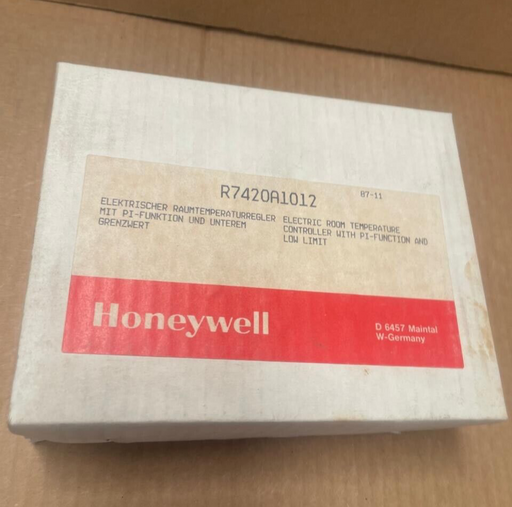 R7420A1012 87-11
ELEKTRISCHER RAUMTEMPERATURREGLER
MIT PI-FUNKTION UND UNTEREM
GRENZWERT
ELECTRIC ROOM TEMPERATURE
CONTROLLER WITH PI-FUNCTION AND
LOW LIMIT
Honeywell
D 6457 Maintal
W-Germany